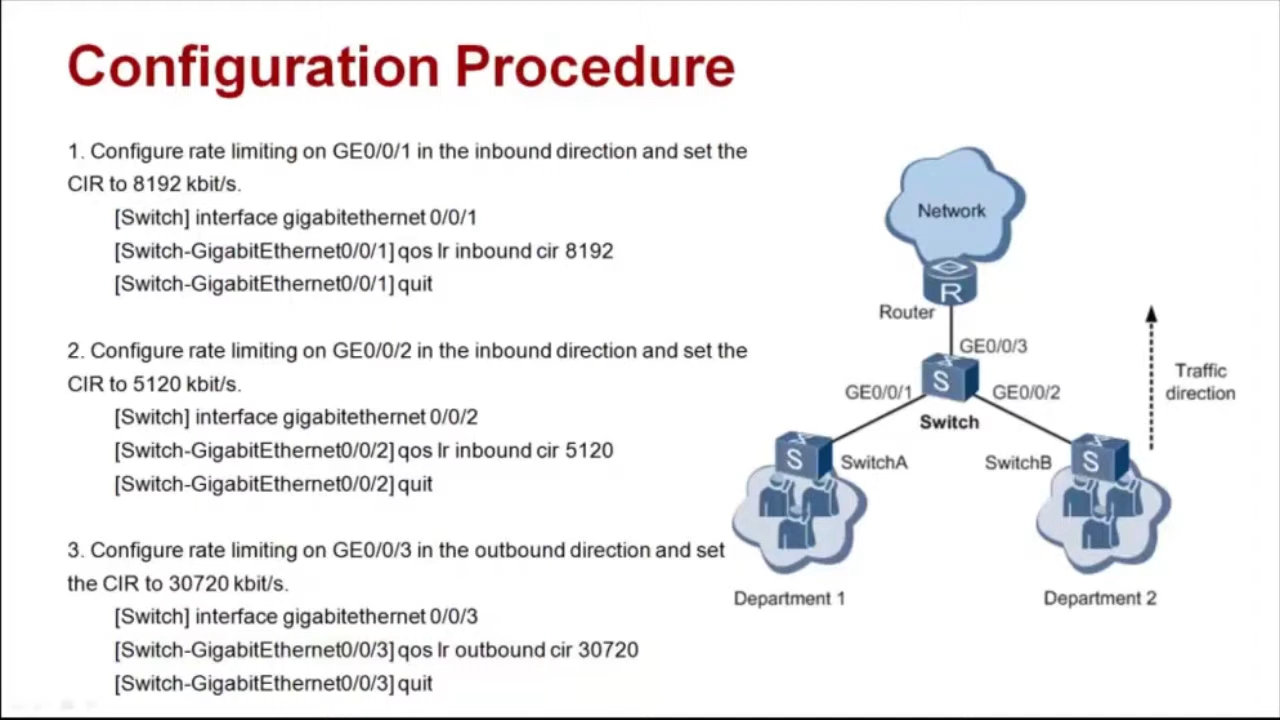 Configuration Procedure
1. Configure rate limiting on GE0/0/1 in the inbound direction and set the
CIR to 8192 kbit/s.
[Switch] interface gigabitethernet 0/0/1
[Switch-GigabitEthernet0/0/1] qos lr inbound cir 8192
[Switch-GigabitEthernet0/0/1] quit
2. Configure rate limiting on GE0/0/2 in the inbound direction and set the
CIR to 5120 kbit/s.
[Switch] interface gigabitethernet 0/0/2
[Switch-GigabitEthernet0/0/2] qos lr inbound cir 5120
[Switch-GigabitEthernet0/0/2] quit
3. Configure rate limiting on GE0/0/3 in the outbound direction and set
the CIR to 30720 kbit/s.
[Switch] interface gigabitethernet 0/0/3
[Switch-GigabitEthernet0/0/3] qos lr outbound cir 30720
[Switch-GigabitEthernet0/0/3] quit
Network
R
Router
GE0/0/3
S
GE0/0/1
GE0/0/2
Switch
Traffic
direction
S
SwitchA
SwitchB
S
Department 1
Department 2